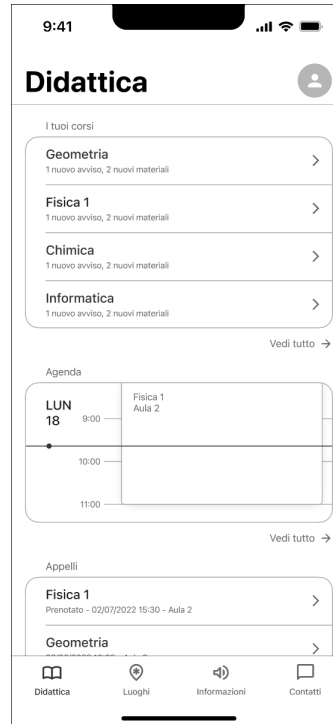 9:41
Didattica
I tuoi corsi
Geometria
1 nuovo avviso, 2 nuovi materiali
Fisica 1
1 nuovo avviso, 2 nuovi materiali
Chimica
1 nuovo avviso, 2 nuovi materiali
Informatica
1 nuovo avviso, 2 nuovi materiali
Vedi tutto
Agenda
LUN
18
Fisica 1
Aula 2
9:00
10:00
11:00
Vedi tutto
Appelli
Fisica 1
Prenotato - 02/07/2022 15:30 - Aula 2
Geometria
Didattica
Luoghi
Informazioni
Contatti